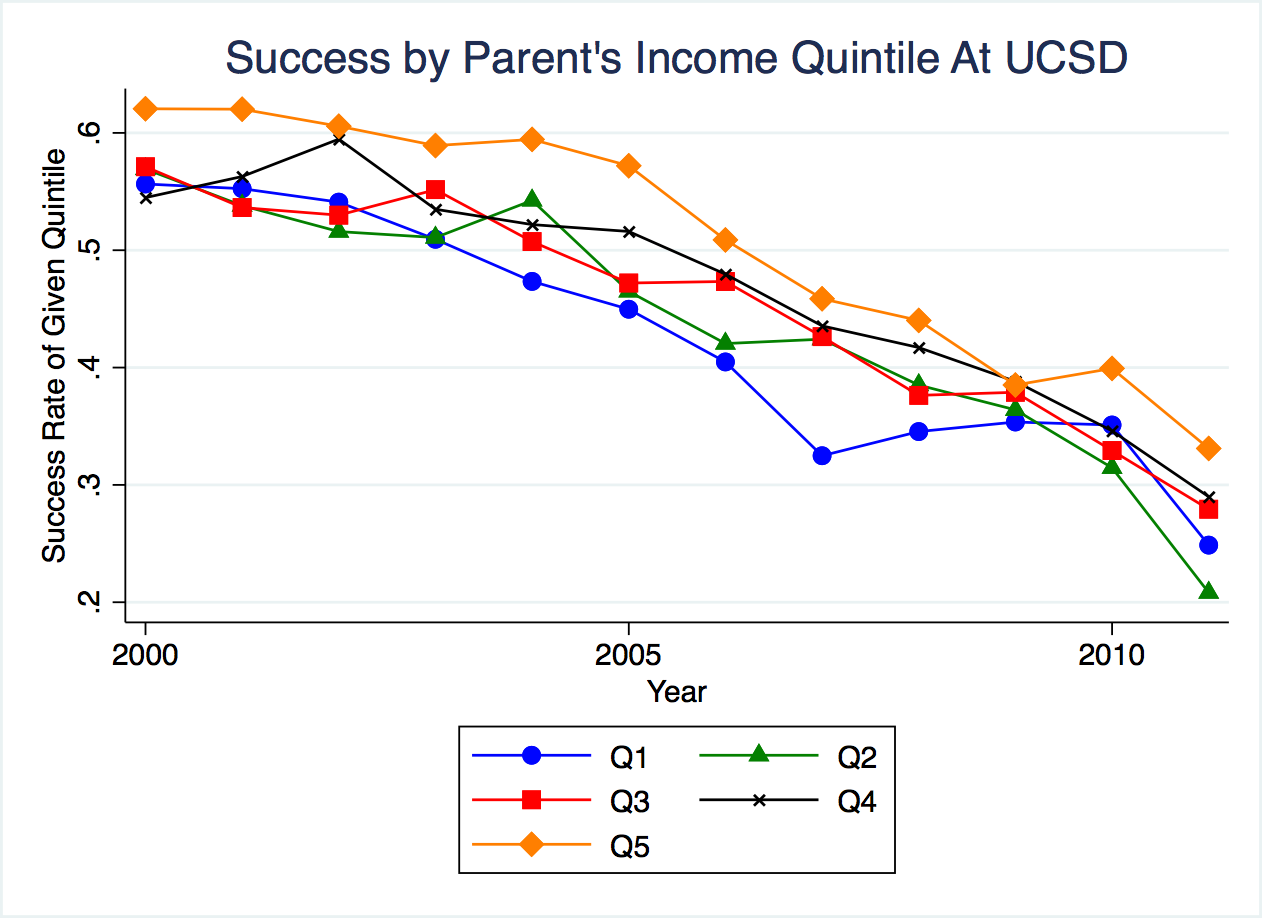 Success by Parent's Income Quintile At UCSD
Success Rate of Given Quintile
.6
.5
.4
.3
.2
2000 2005 2010
Year
Q1 Q2
Q3 Q4
Q5